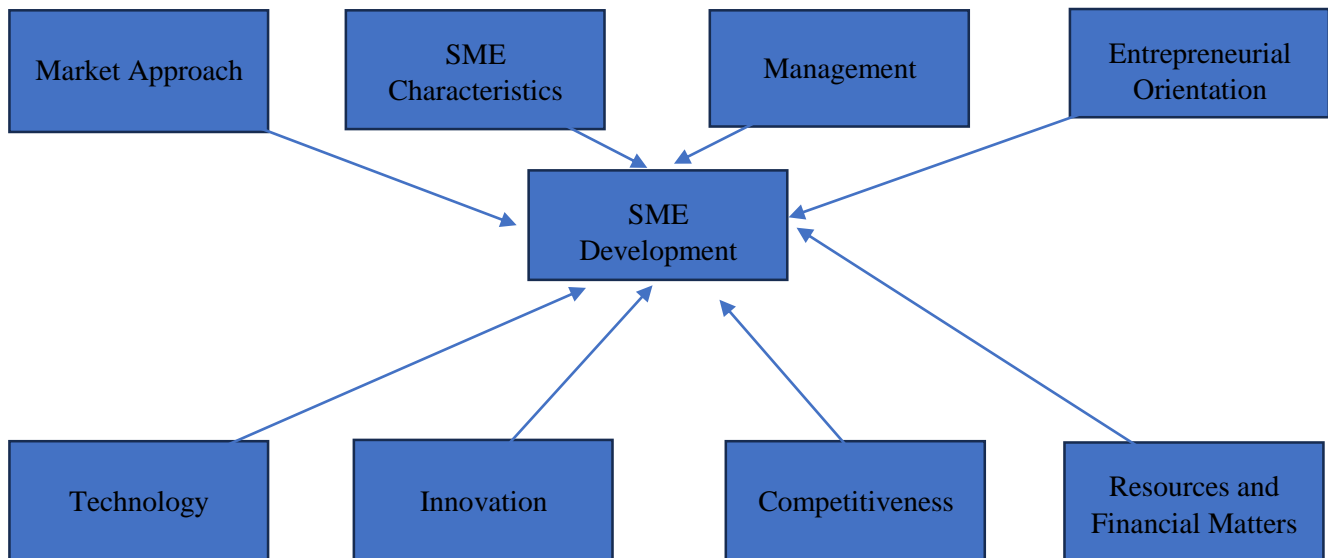 Market Approach
SME
Characteristics
Management
Entrepreneurial
Orientation
SME
Development
Technology
Innovation
Competitiveness
Resources and
Financial Matters